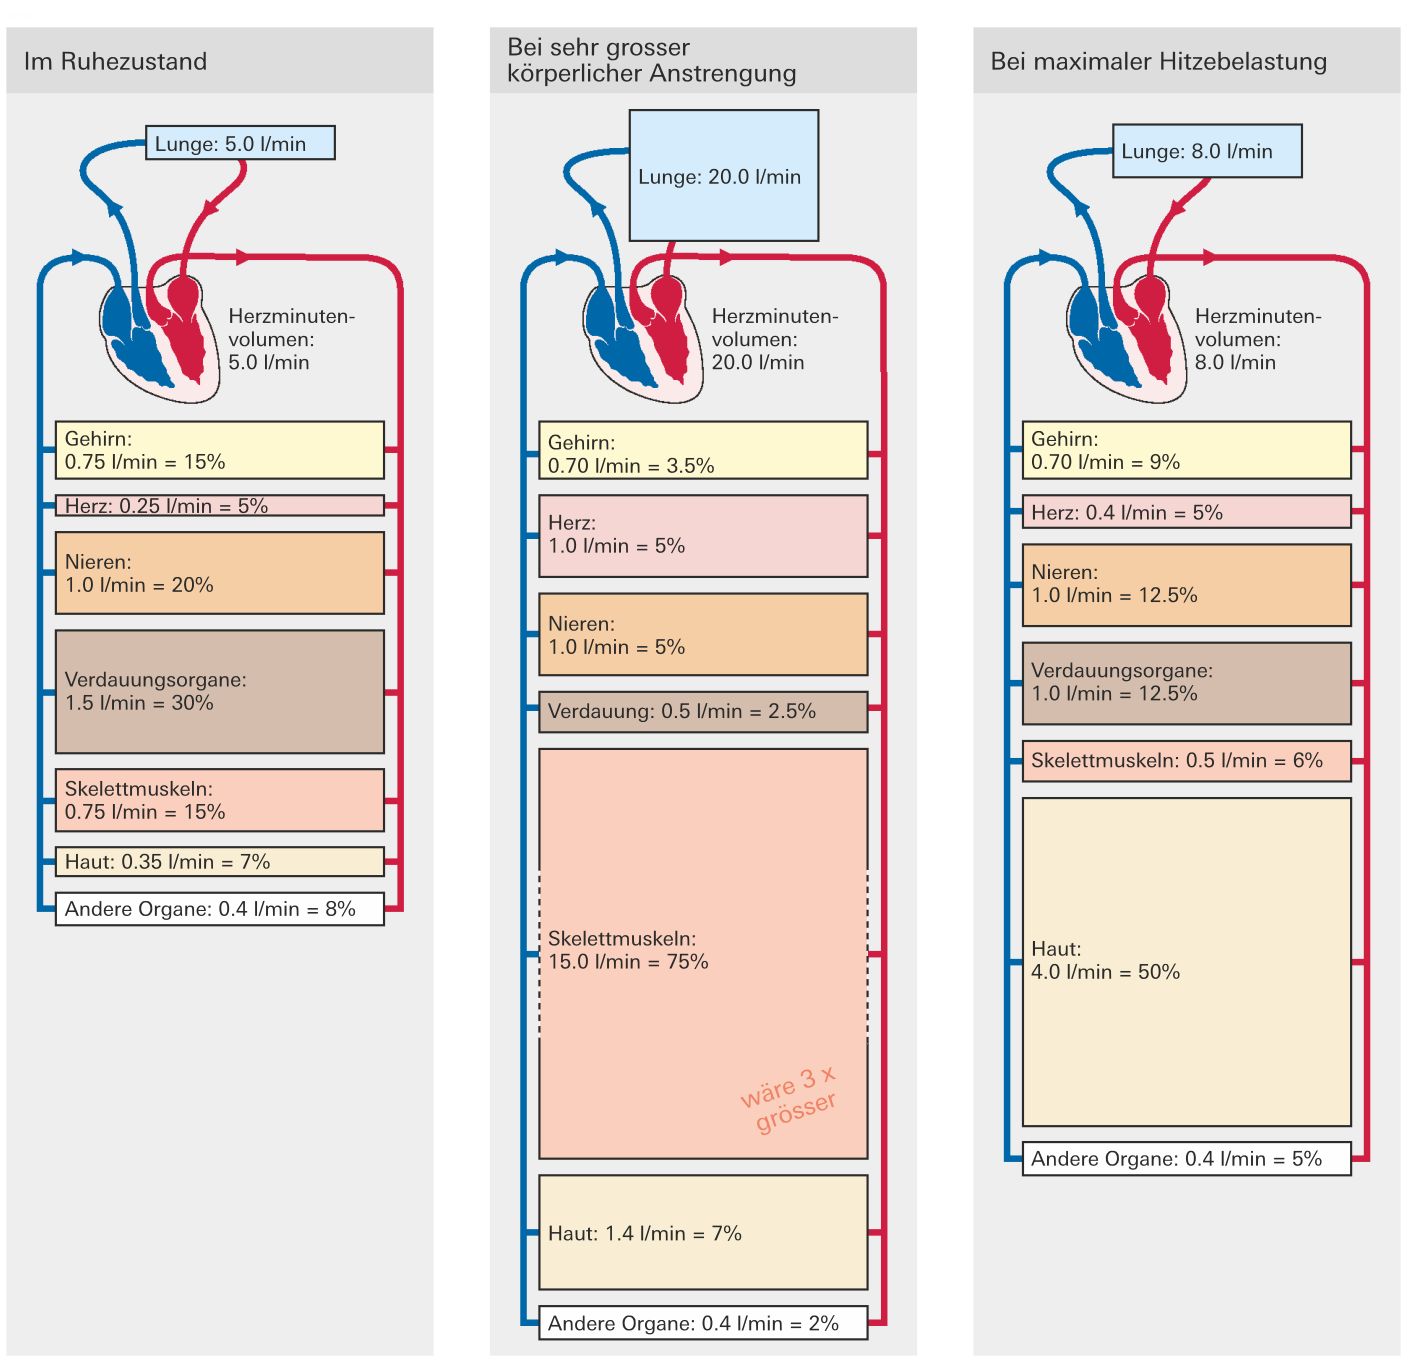 Im Ruhezustand
Lunge: 5.0 l/min
Herzminuten-
volumen:
5.0 l/min
Gehirn:
0.75 l/min = 15%
Herz: 0.25 l/min = 5%
Nieren:
1.0 l/min = 20%
Verdauungsorgane:
1.5 l/min = 30%
Skelettmuskeln:
0.75 l/min = 15%
Haut: 0.35 l/min = 7%
Andere Organe: 0.4 l/min = 8%
Bei sehr grosser
körperlicher Anstrengung
Lunge: 20.0 l/min
Herzminuten-
volumen:
20.0 l/min
Gehirn:
0.70 l/min = 3.5%
Herz:
1.0 l/min = 5%
Nieren:
1.0 l/min = 5%
Verdauung: 0.5 l/min = 2.5%
Skelettmuskeln:
15.0 l/min = 75%
wäre 3 x
grösser
Haut: 1.4 l/min = 7%
Andere Organe: 0.4 l/min = 2%
Bei maximaler Hitzebelastung
Lunge: 8.0 l/min
Herzminuten-
volumen:
8.0 l/min
Gehirn:
0.70 l/min = 9%
Herz: 0.4 l/min = 5%
Nieren:
1.0 l/min = 12.5%
Verdauungsorgane:
1.0 l/min = 12.5%
Skelettmuskeln: 0.5 l/min = 6%
Haut:
4.0 l/min = 50%
Andere Organe: 0.4 l/min = 5%